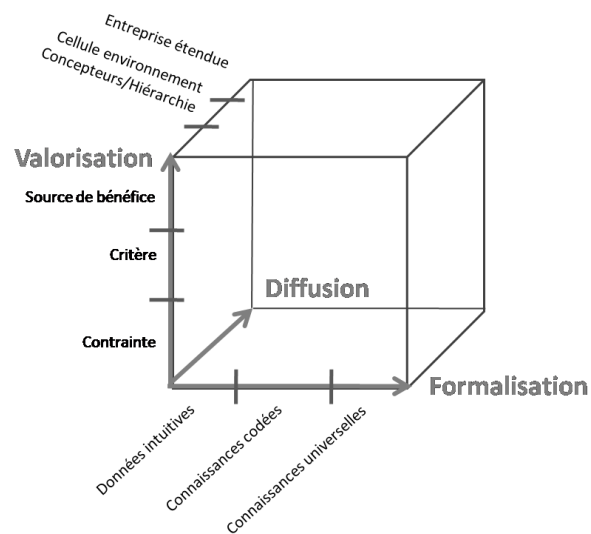 Entreprise étendue
Cellule environnement
Concepteurs/Hiérarchie
Valorisation
Source de bénéfice
Critère
Contrainte
Diffusion
Formalisation
Données intuitives
Connaissances codées
Connaissances universelles